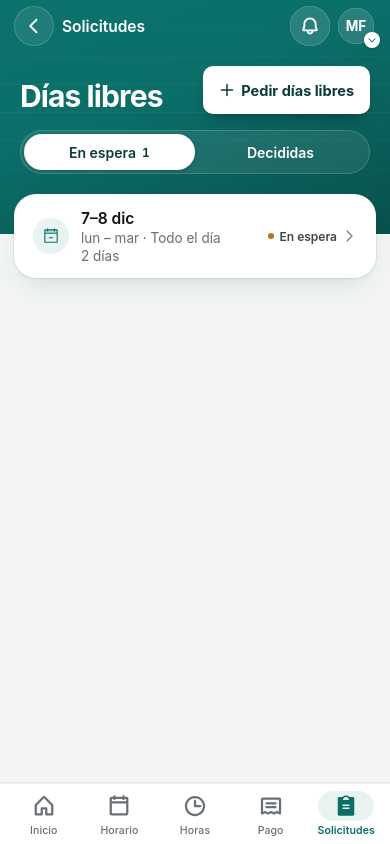 Solicitudes
MF
Días libres
Pedir días libres
En espera 1
Decididas
7–8 dic
lun – mar · Todo el día
2 días
En espera
Inicio
Horario
Horas
Pago
Solicitudes